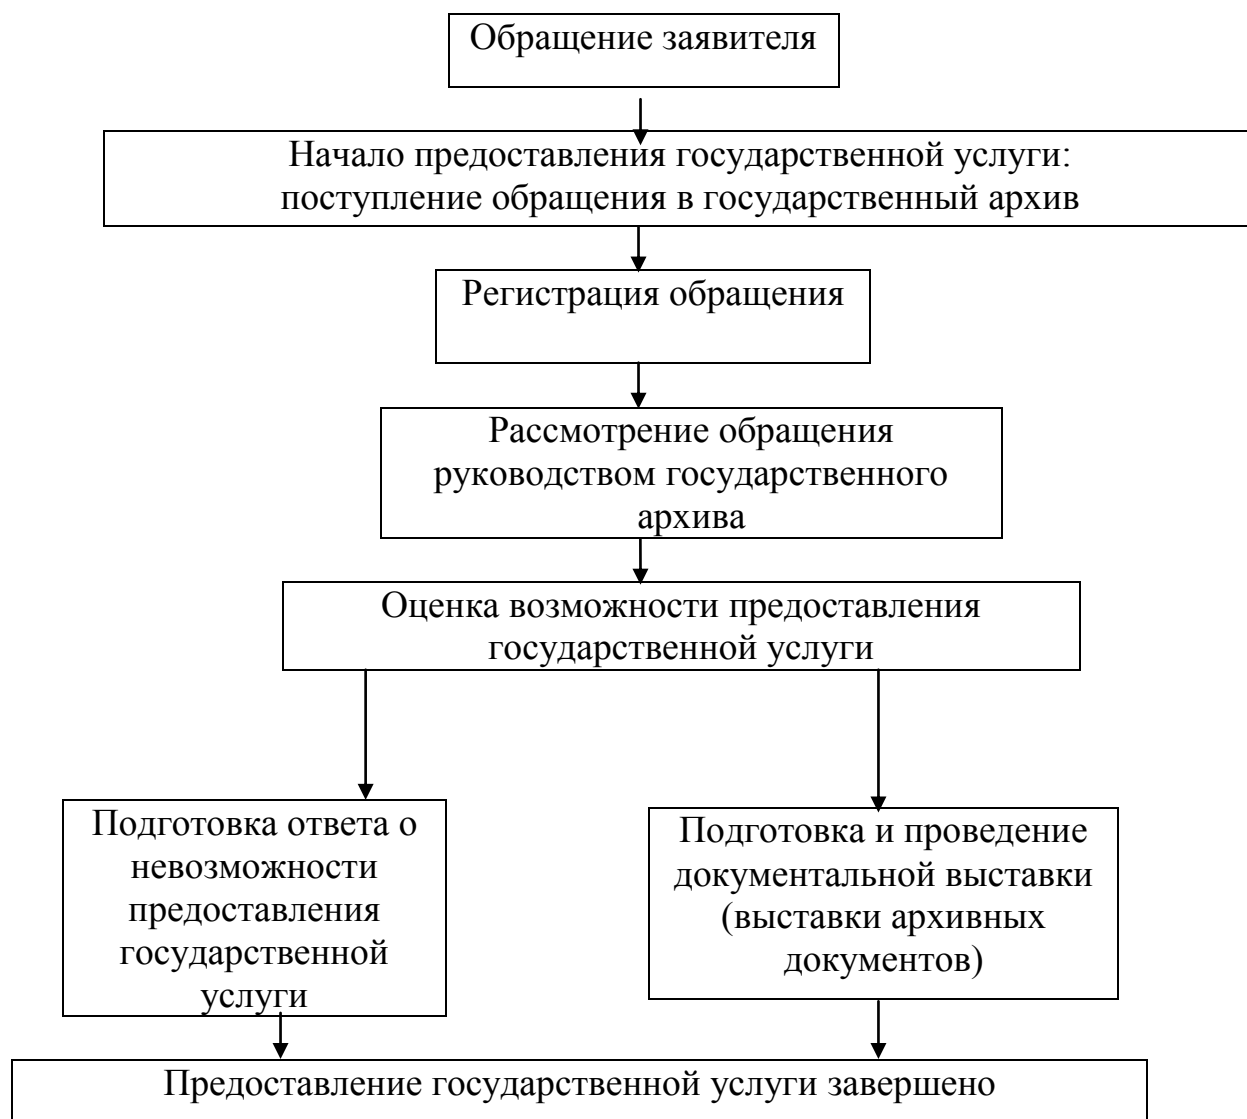 Обращение заявителя
Начало предоставления государственной услуги:
поступление обращения в государственный архив
Регистрация обращения
Рассмотрение обращения
руководством государственного
архива
Оценка возможности предоставления
государственной услуги
Подготовка ответа о
невозможности
предоставления
государственной
услуги
Подготовка и проведение
документальной выставки
(выставки архивных
документов)
Предоставление государственной услуги завершено